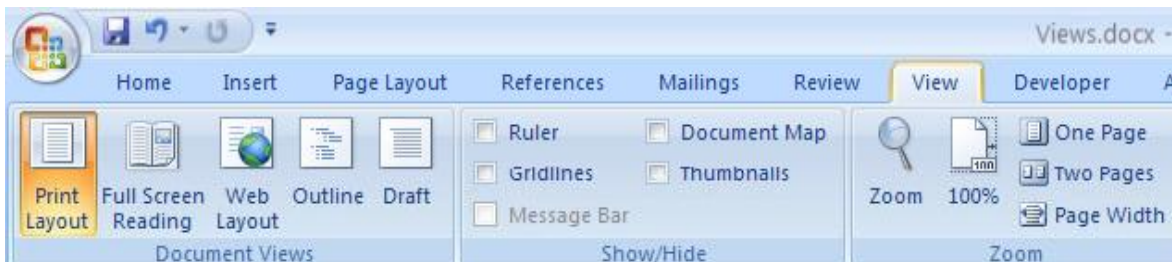 Views.docx -
Home Insert Page Layout References Mailings Review View Developer A
Ruler Document Map One Page
Gridlines Thumbnails Two Pages
Print Layout Full Screen Reading Web Layout Outline Draft Message Bar Zoom 100% Page Width
Document Views Show/Hide Zoom